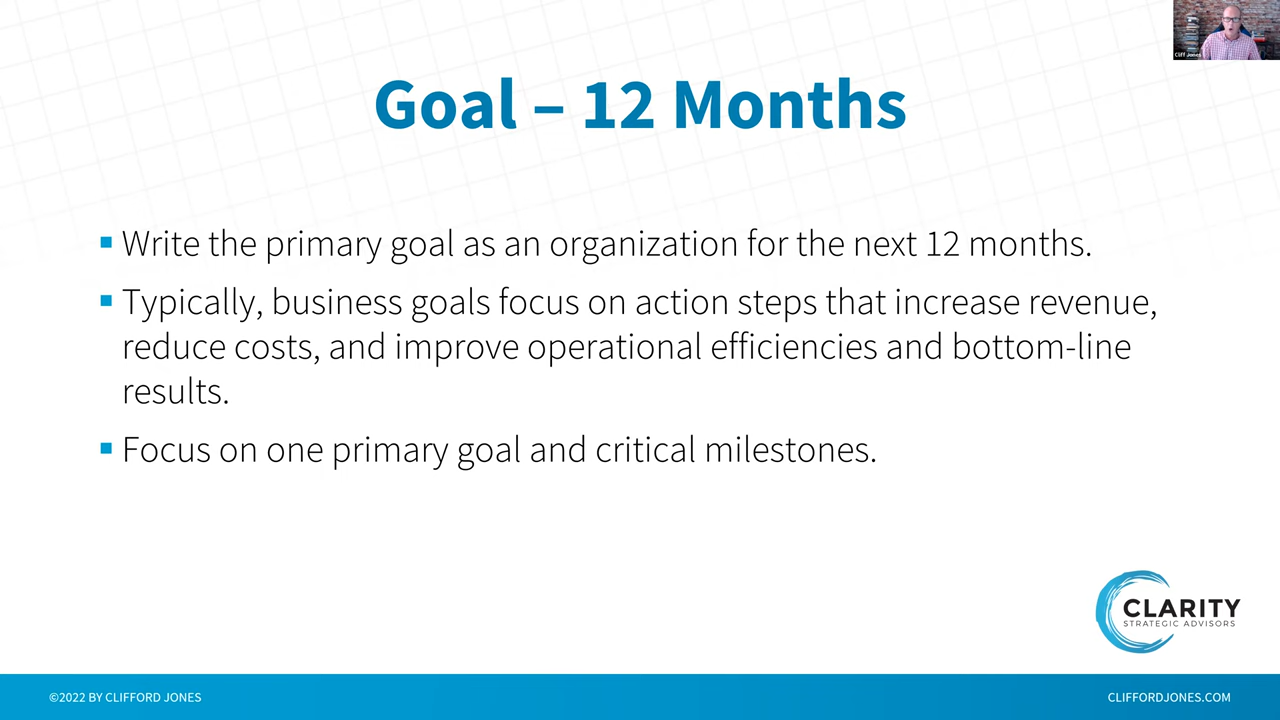 Cliff Jones
Goal – 12 Months
Write the primary goal as an organization for the next 12 months.
Typically, business goals focus on action steps that increase revenue,
reduce costs, and improve operational efficiencies and bottom-line
results.
Focus on one primary goal and critical milestones.
CLARITY
STRATEGIC ADVISORS
©2022 BY CLIFFORD JONES
CLIFFORDJONES.COM